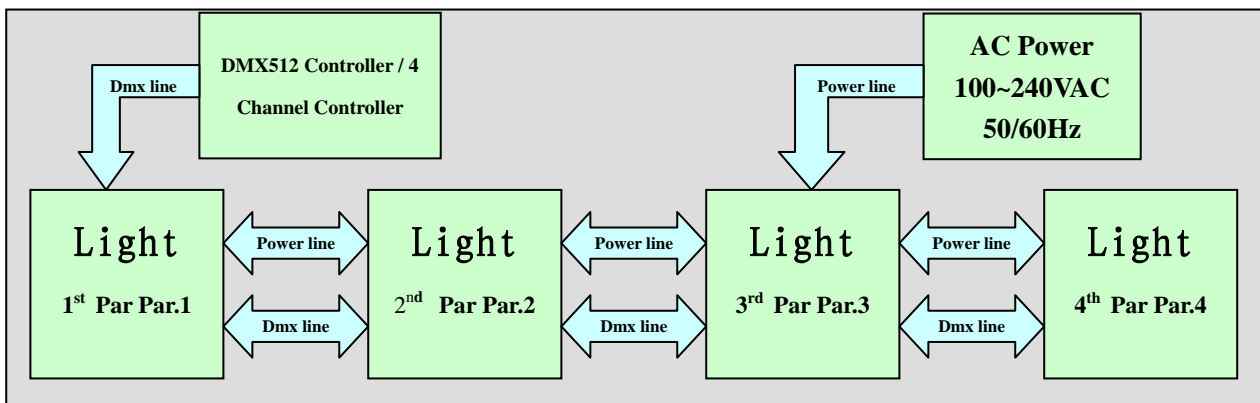 DMX512 Controller / 4
Channel Controller
Dmx line
AC Power
100~240VAC
50/60Hz
Power line
Light
1st Par Par.1
Power line
Dmx line
Light
2nd Par Par.2
Power line
Dmx line
Light
3rd Par Par.3
Power line
Dmx line
Light
4th Par Par.4